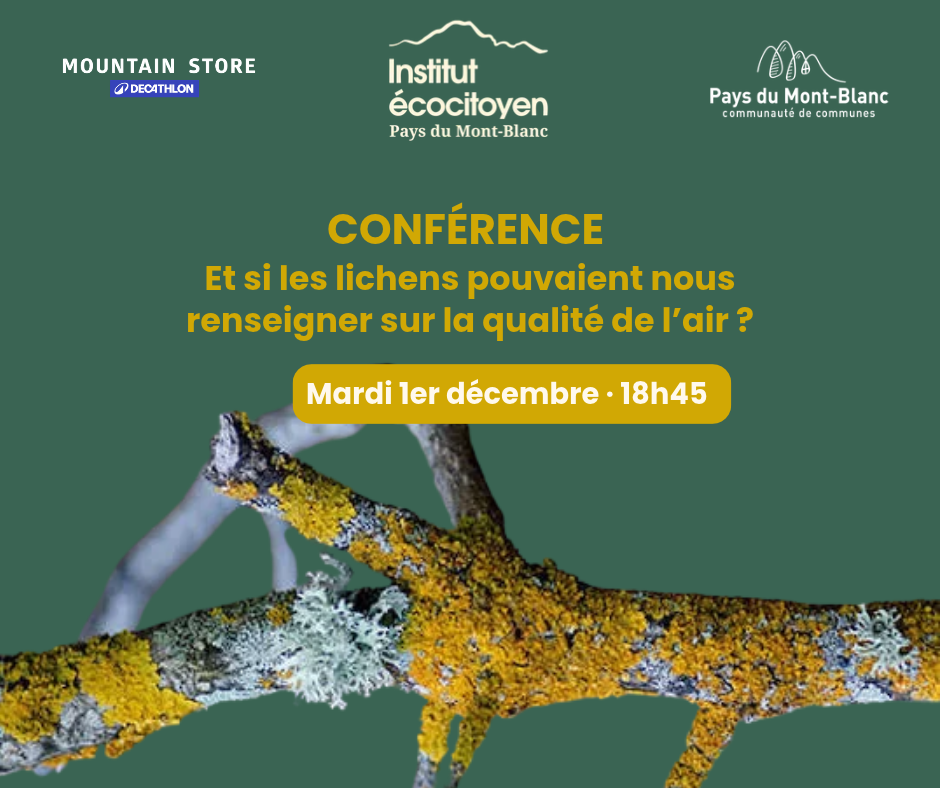 MOUNTAIN STORE
DECATHLON
Institut
écocitoyen
Pays du Mont-Blanc
Pays du Mont-Blanc
communauté de communes
CONFÉRENCE
Et si les lichens pouvaient nous
renseigner sur la qualité de l’air ?
Mardi 1er décembre · 18h45